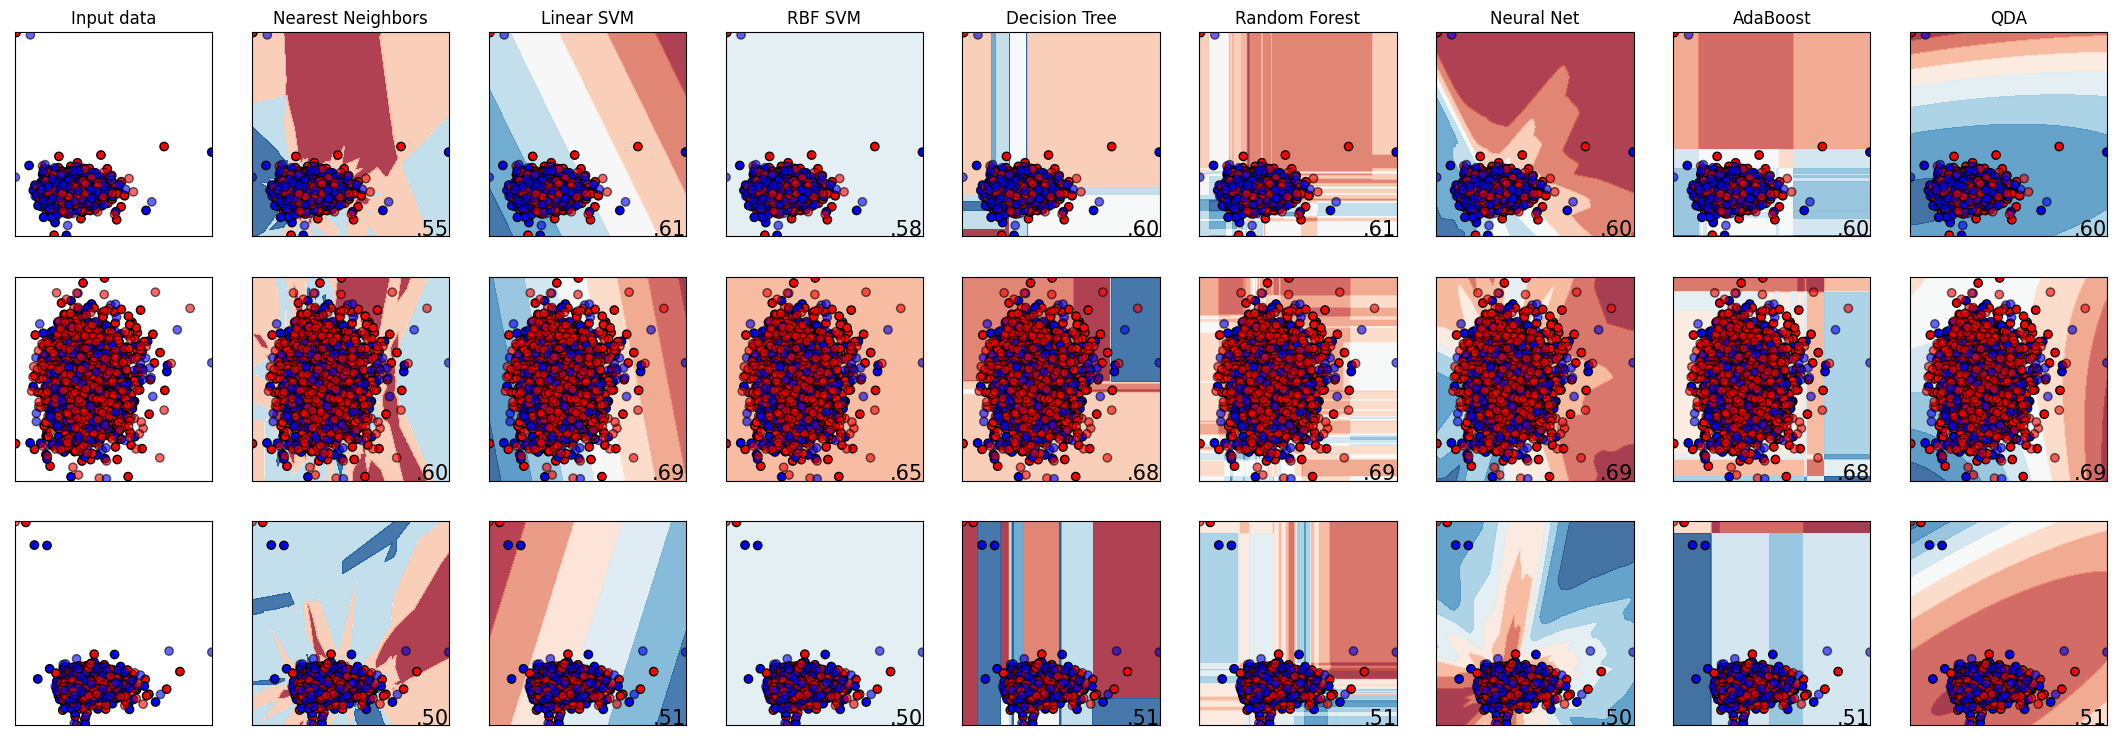 Input data Nearest Neighbors Linear SVM RBF SVM Decision Tree Random Forest Neural Net AdaBoost QDA
.55 .61 .58 .60 .61 .60 .60 .60
.60 .69 .65 .68 .69 .69 .68 .69
.50 .51 .50 .51 .51 .50 .51 .51